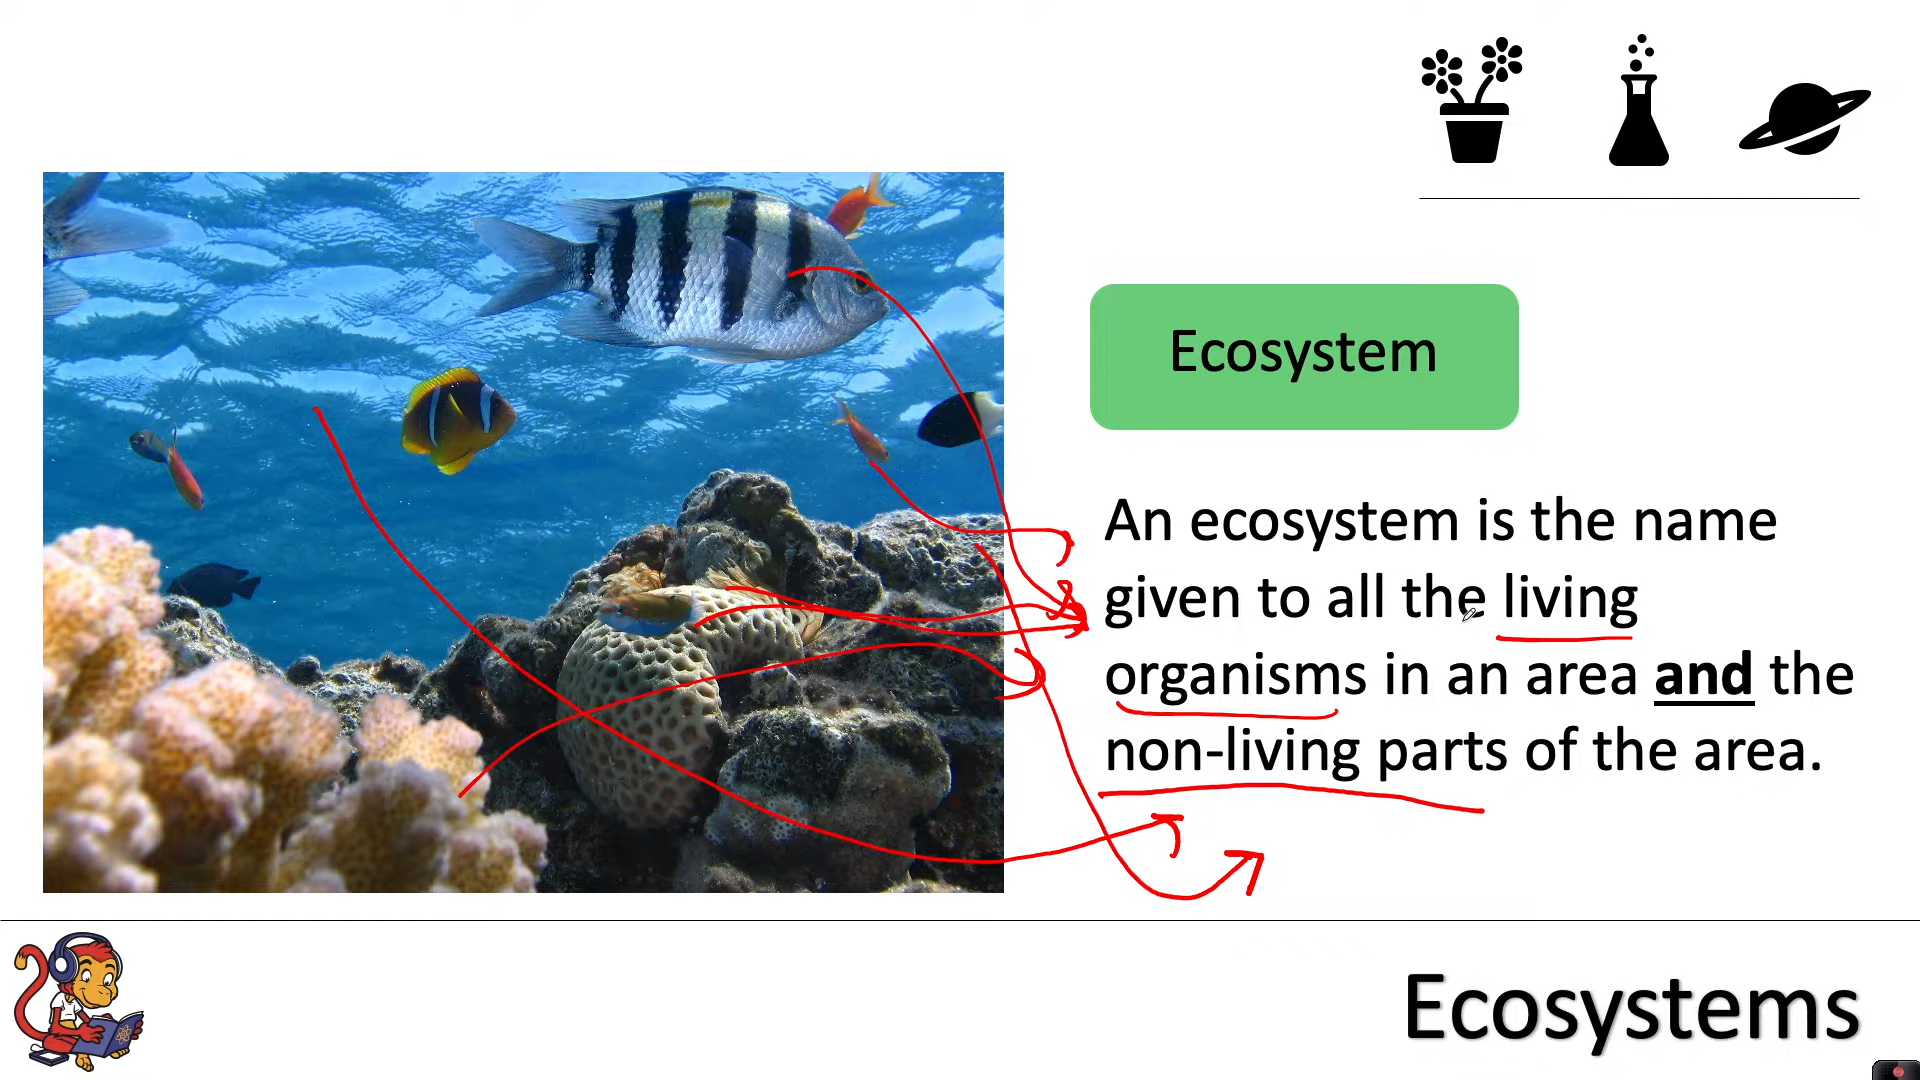 Ecosystem
An ecosystem is the name
given to all the living
organisms in an area and the
non-living parts of the area.
Ecosystems